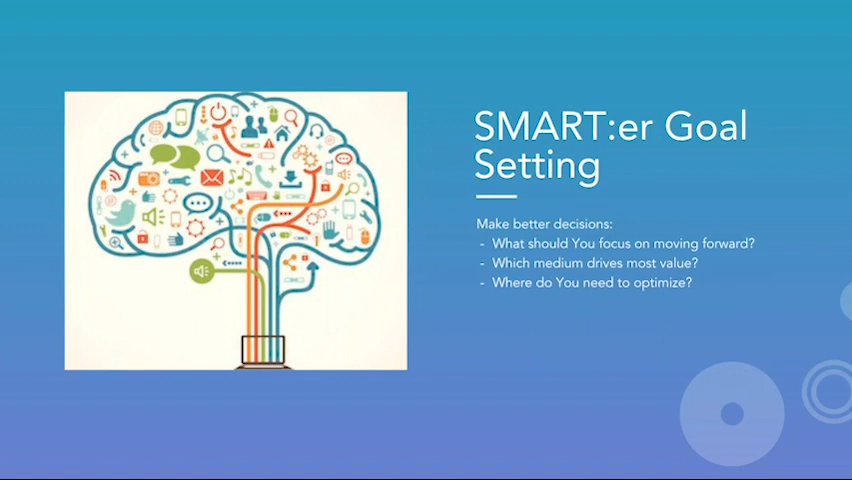 SMART:er Goal
Setting
Make better decisions:
- What should You focus on moving forward?
- Which medium drives most value?
- Where do You need to optimize?